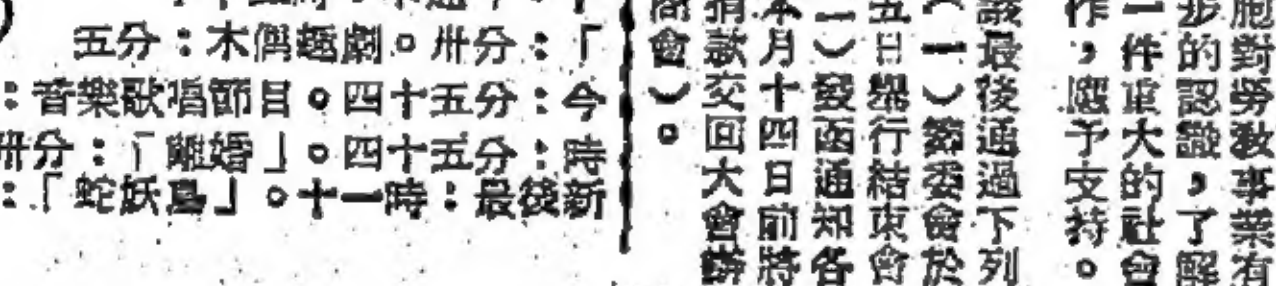 胞對勞教事業有
步的認識，了解
一件重大的社會
作，應予支持。
該最後通過下列
（一）籌委會於
五日舉行結束會
（二）發函通知各
本月十四日前將
捐款交回大會辦
商會）。
五分：木偶趣劇。卅分：「
：音樂歌唱節目。四十五分：今
卅分：「離婚」。四十五分：時
：「蛇妖島」。十一時：最後新